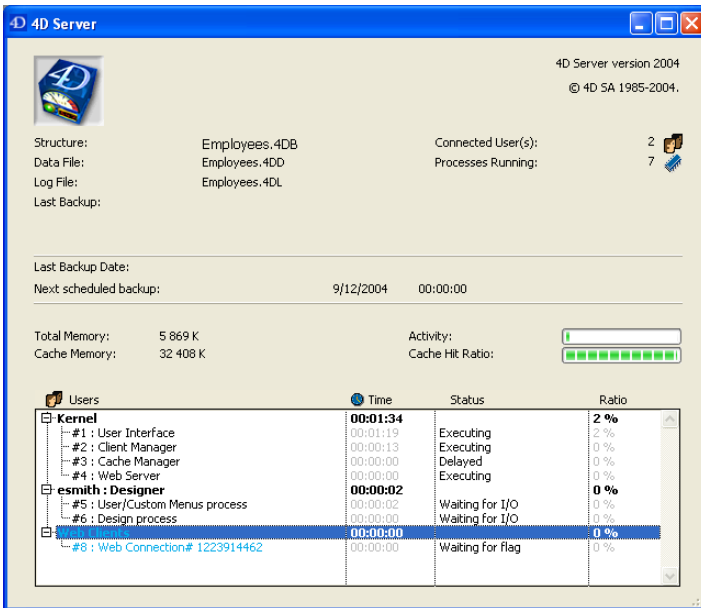 4D Server
4D Server version 2004
© 4D SA 1985-2004.
4D
Structure: Employees.4DB Connected User(s): 2
Data File: Employees.4DD Processes Running: 7
Log File: Employees.4DL
Last Backup:
Last Backup Date:
Next scheduled backup: 9/12/2004 00:00:00
Total Memory: 5 869 K Activity:
Cache Memory: 32 408 K Cache Hit Ratio:
Users Time Status Ratio
Kernel 00:01:34 2 %
#1 : User Interface 00:01:19 Executing 2 %
#2 : Client Manager 00:00:13 Executing 0 %
#3 : Cache Manager 00:00:00 Delayed 0 %
#4 : Web Server 00:00:00 Executing 0 %
esmith : Designer 00:00:02 0 %
#5 : User/Custom Menus process 00:00:02 Waiting for I/O 0 %
#6 : Design process 00:00:00 Waiting for I/O 0 %
Web Clients 00:00:00 0 %
#8 : Web Connection# 1223914462 00:00:00 Waiting for flag 0 %